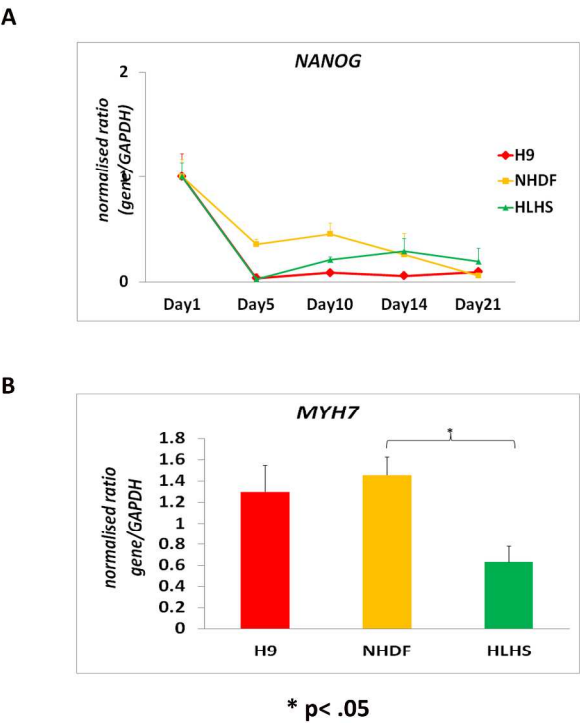 A
NANOG
2
1
0
normalised ratio
(gene/GAPDH)
H9
NHDF
HLHS
Day1 Day5 Day10 Day14 Day21
B
MYH7
*
1.8
1.6
1.4
1.2
1
0.8
0.6
0.4
0.2
0
normalised ratio
gene/GAPDH
H9 NHDF HLHS
* p< .05